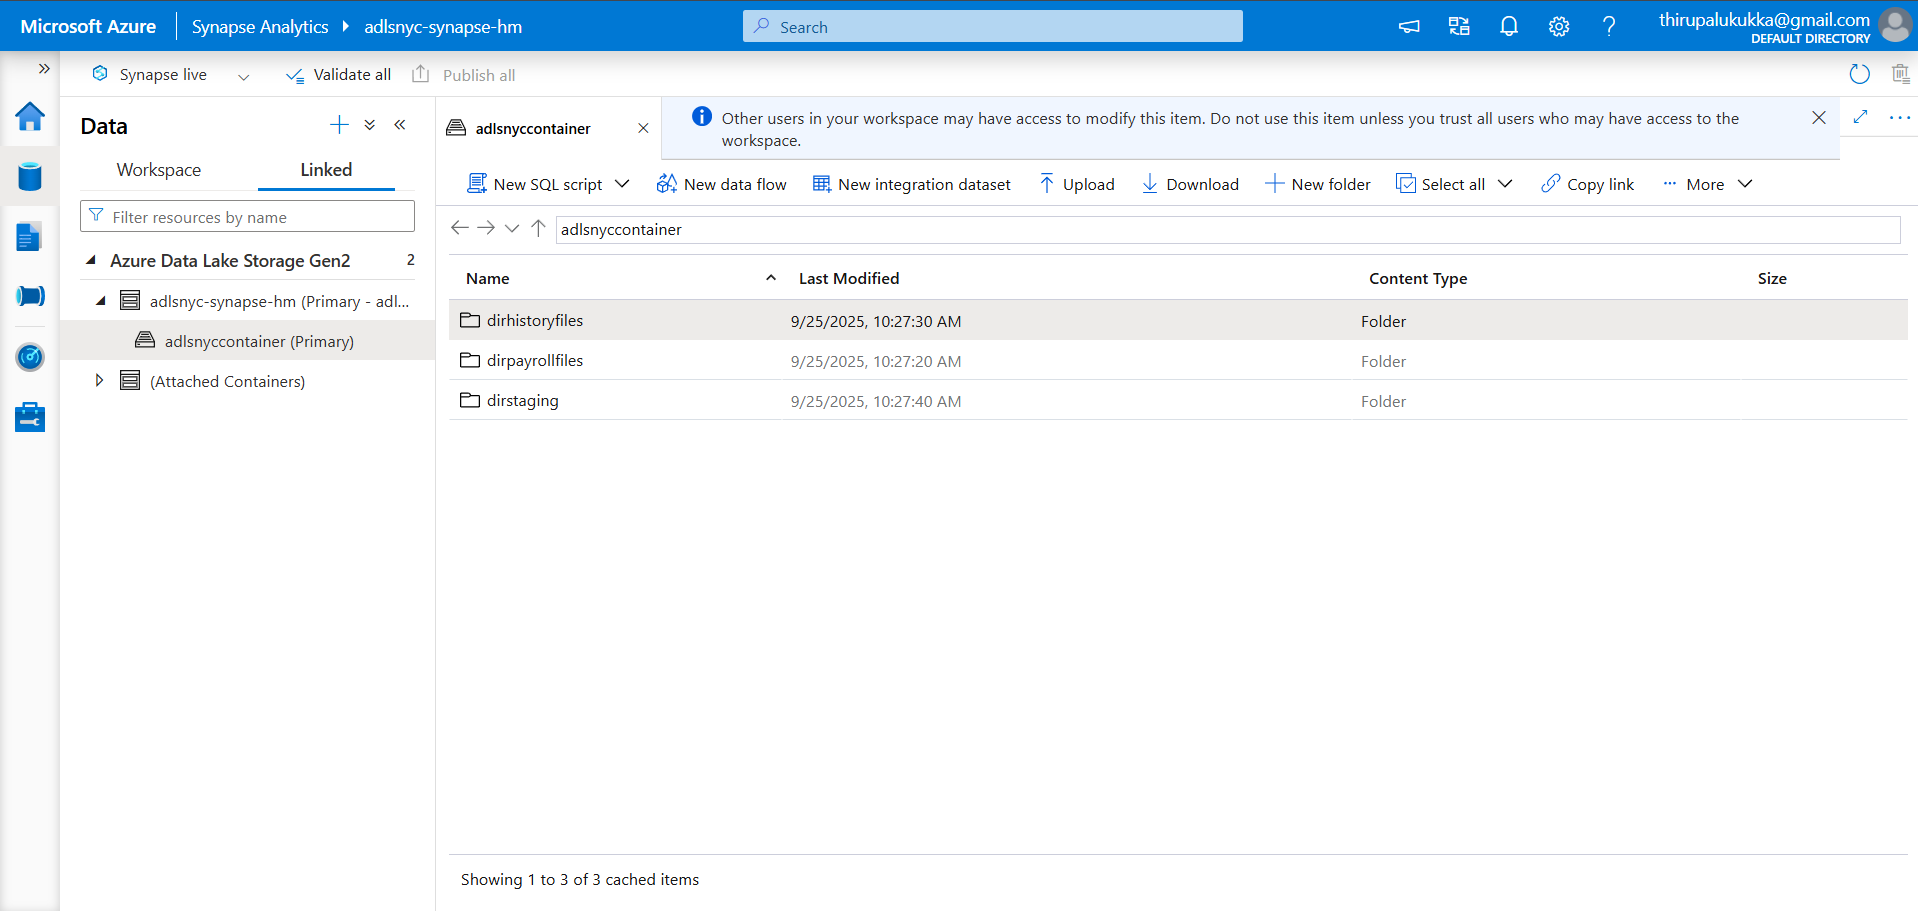 Microsoft Azure
Synapse Analytics
adlsnyc-synapse-hm
Search
thirupalukukka@gmail.com
DEFAULT DIRECTORY
Synapse live
Validate all
Publish all
Data
Workspace
Linked
Filter resources by name
Azure Data Lake Storage Gen2 2
adlsnyc-synapse-hm (Primary - adl...
adlsnyccontainer (Primary)
(Attached Containers)
adlsnyccontainer
Other users in your workspace may have access to modify this item. Do not use this item unless you trust all users who may have access to the
workspace.
New SQL script New data flow New integration dataset Upload Download New folder Select all Copy link More
adlsnyccontainer
Name Last Modified Content Type Size
dirhistoryfiles 9/25/2025, 10:27:30 AM Folder
dirpayrollfiles 9/25/2025, 10:27:20 AM Folder
dirstaging 9/25/2025, 10:27:40 AM Folder
Showing 1 to 3 of 3 cached items